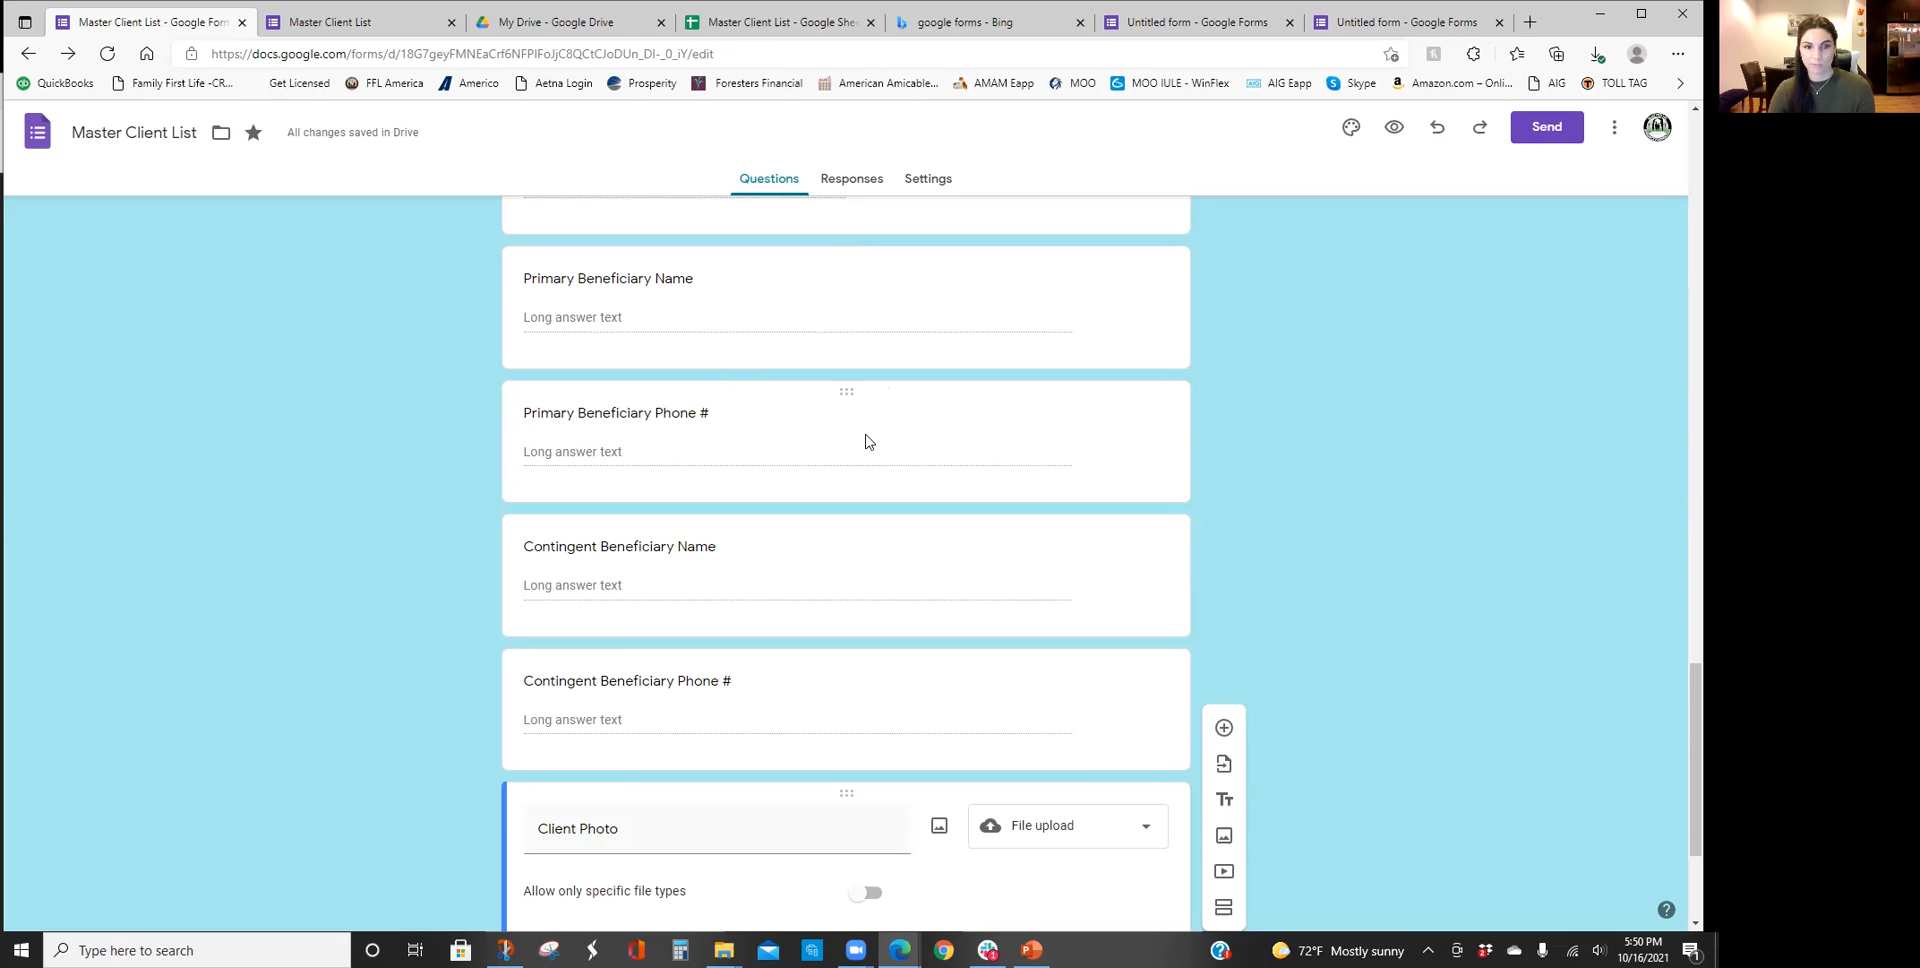 Master Client List - Google Forn
Master Client List
My Drive - Google Drive
Master Client List - Google She
google forms - Bing
Untitled form - Google Forms
Untitled form - Google Forms
https://docs.google.com/forms/d/18G7geyFMNEaCrf6NFPIFoJjC8QCtCJoDUn_DI-_0_iY/edit
QuickBooks
Family First Life -CR...
Get Licensed
FFL America
Americo
Aetna Login
Prosperity
Foresters Financial
American Amicable...
AMAM Eapp
MOO
MOO IULE - WinFlex
AIG Eapp
Skype
Amazon.com – Onli...
AIG
TOLL TAG
Master Client List
All changes saved in Drive
Send
Questions
Responses
Settings
Primary Beneficiary Name
Long answer text
Primary Beneficiary Phone #
Long answer text
Contingent Beneficiary Name
Long answer text
Contingent Beneficiary Phone #
Long answer text
Client Photo
File upload
Allow only specific file types
Type here to search
72°F Mostly sunny
5:50 PM
10/16/2021